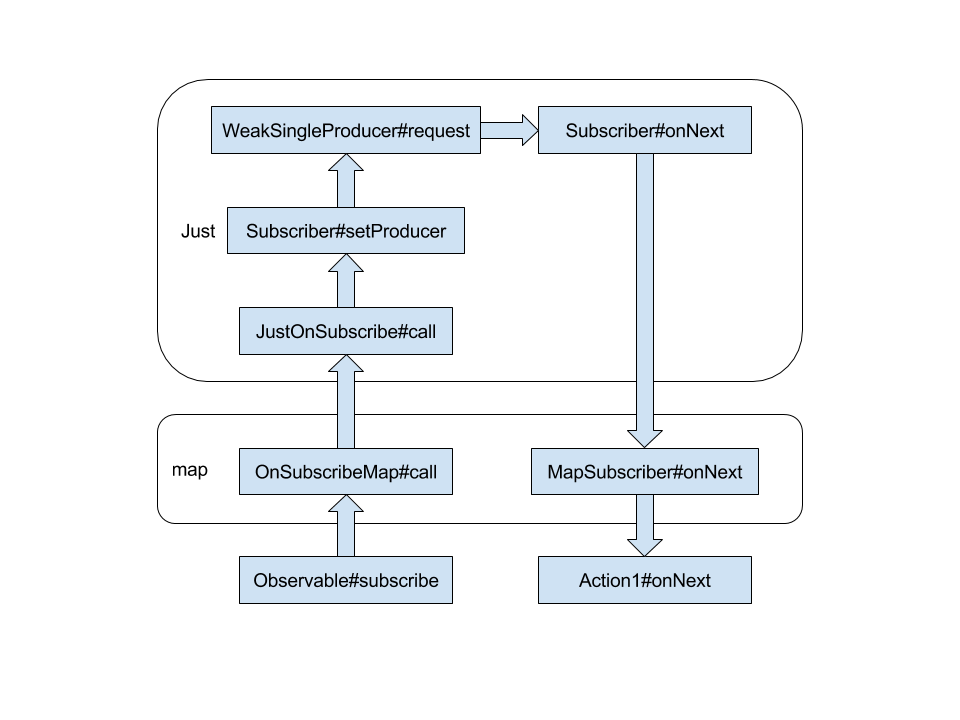 WeakSingleProducer#request
Subscriber#onNext
Just
Subscriber#setProducer
JustOnSubscribe#call
map
OnSubscribeMap#call
MapSubscriber#onNext
Observable#subscribe
Action1#onNext